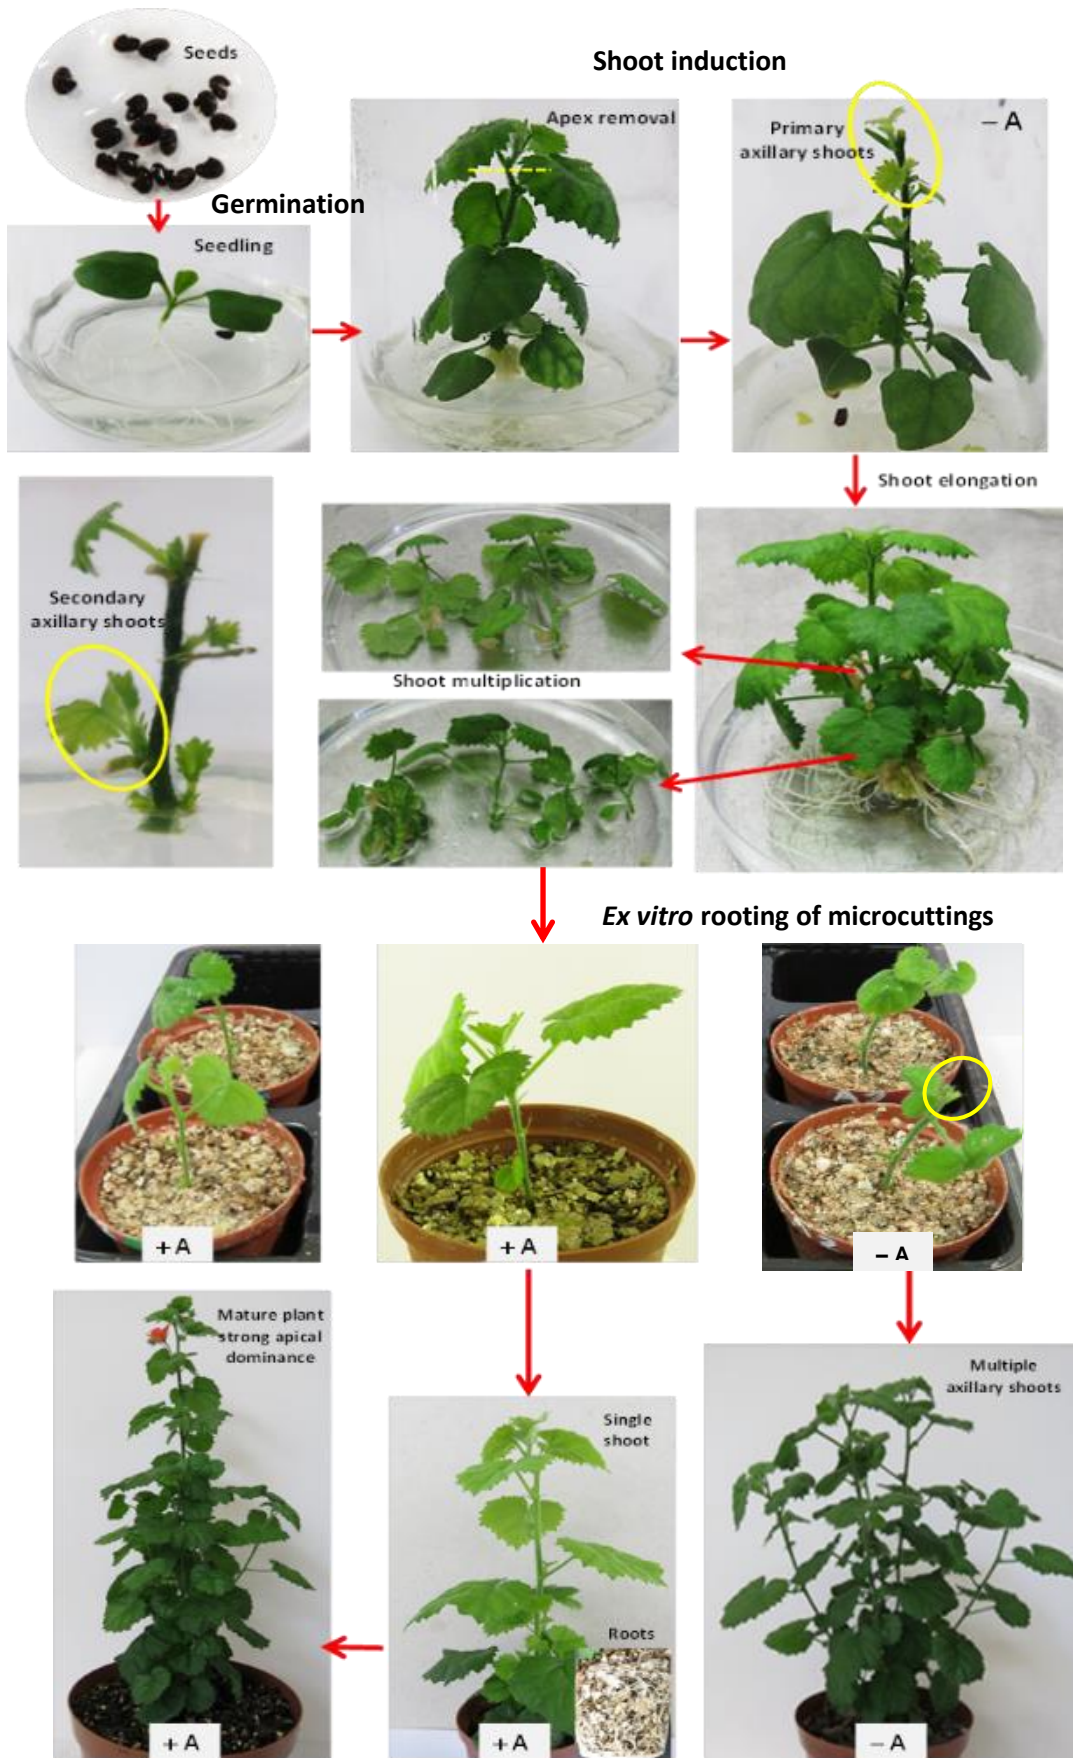 Seeds
Shoot induction
Apex removal
Primary
axillary shoots
– A
Germination
Seedling
Shoot elongation
Secondary
axillary shoots
Shoot multiplication
Ex vitro rooting of microcuttings
+ A
+ A
– A
Mature plant
strong apical
dominance
Single
shoot
Multiple
axillary shoots
Roots
+ A
+ A
– A